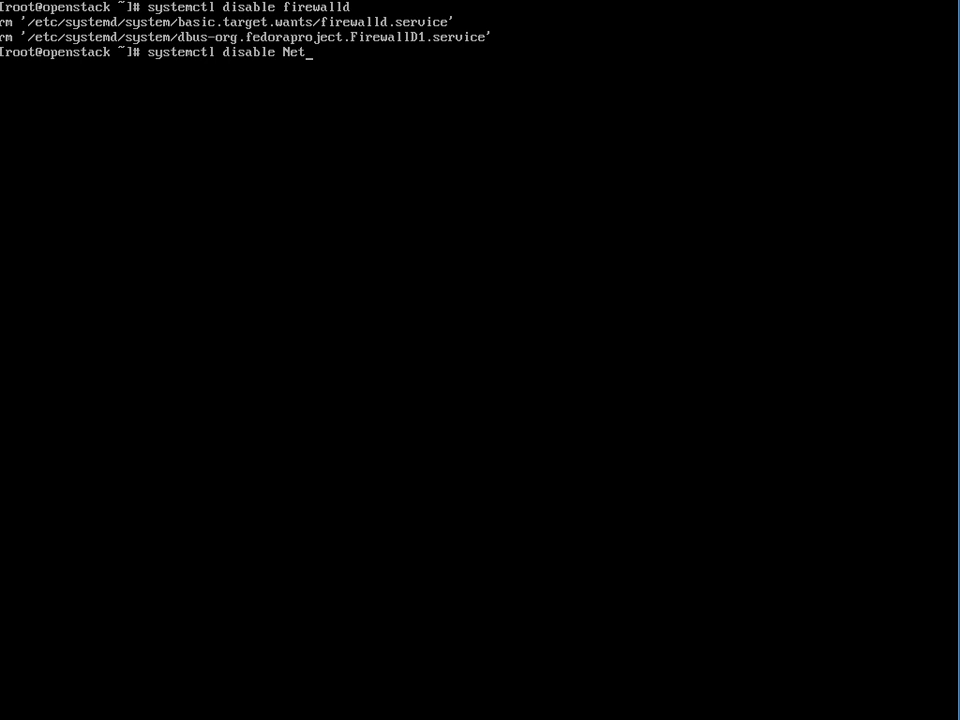 [root@openstack ~]# systemctl disable firewalld
rm '/etc/systemd/system/basic.target.wants/firewalld.service'
rm '/etc/systemd/system/dbus-org.fedoraproject.FirewallD1.service'
[root@openstack ~]# systemctl disable Net_